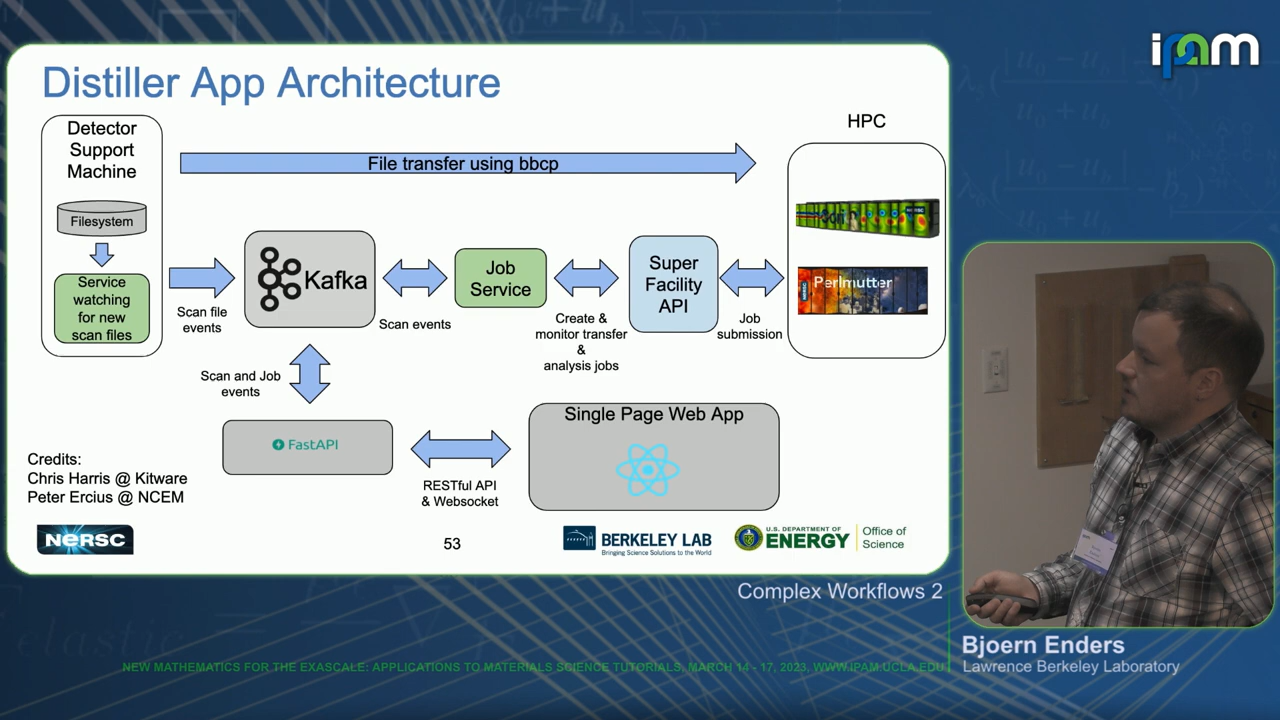 ipam
Distiller App Architecture
Detector
Support
Machine
Filesystem
Service
watching
for new
scan files
File transfer using bbcp
HPC
Scan file
events
Kafka
Scan events
Job
Service
Create &
monitor transfer
&
analysis jobs
Super
Facility
API
Job
submission
NERSC
Perlmutter
Scan and Job
events
FastAPI
RESTful API
& Websocket
Single Page Web App
Credits:
Chris Harris @ Kitware
Peter Ercius @ NCEM
NERSC
53
BERKELEY LAB
Bringing Science Solutions to the World
U.S. DEPARTMENT OF
ENERGY
Office of
Science
Complex Workflows 2
Bjoern Enders
Lawrence Berkeley Laboratory
NEW MATHEMATICS FOR THE EXASCALE: APPLICATIONS TO MATERIALS SCIENCE TUTORIALS, MARCH 14 - 17, 2023, WWW.IPAM.UCLA.EDU
elastic